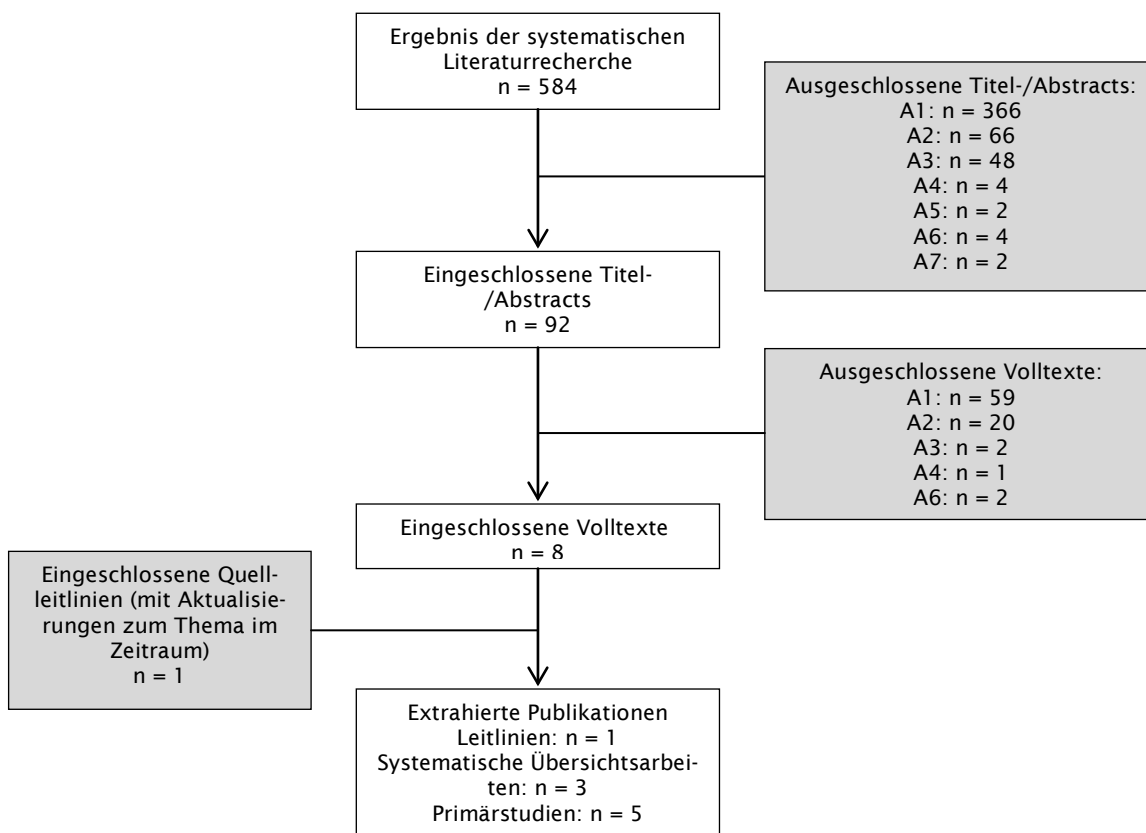 Ergebnis der systematischen
Literaturrecherche
n = 584
Ausgeschlossene Titel-/Abstracts:
A1: n = 366
A2: n = 66
A3: n = 48
A4: n = 4
A5: n = 2
A6: n = 4
A7: n = 2
Eingeschlossene Titel-
/Abstracts
n = 92
Ausgeschlossene Volltexte:
A1: n = 59
A2: n = 20
A3: n = 2
A4: n = 1
A6: n = 2
Eingeschlossene Volltexte
n = 8
Eingeschlossene Quell-
leitlinien (mit Aktualisie-
rungen zum Thema im
Zeitraum)
n = 1
Extrahierte Publikationen
Leitlinien: n = 1
Systematische Übersichtsarbei-
ten: n = 3
Primärstudien: n = 5